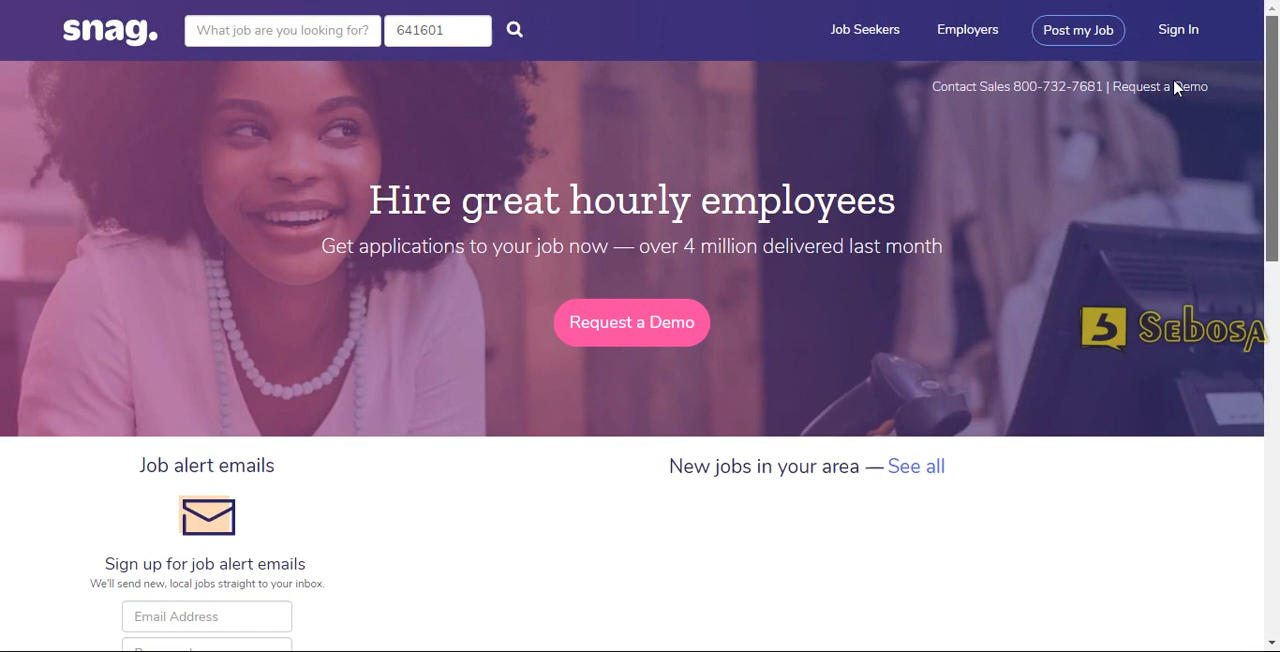 snag. What job are you looking for? 641601 Job Seekers Employers Post my Job Sign In
Contact Sales 800-732-7681 | Request a Demo
Hire great hourly employees
Get applications to your job now — over 4 million delivered last month
Request a Demo
5 Sebosa
Job alert emails
New jobs in your area — See all
Sign up for job alert emails
We'll send new, local jobs straight to your inbox.
Email Address